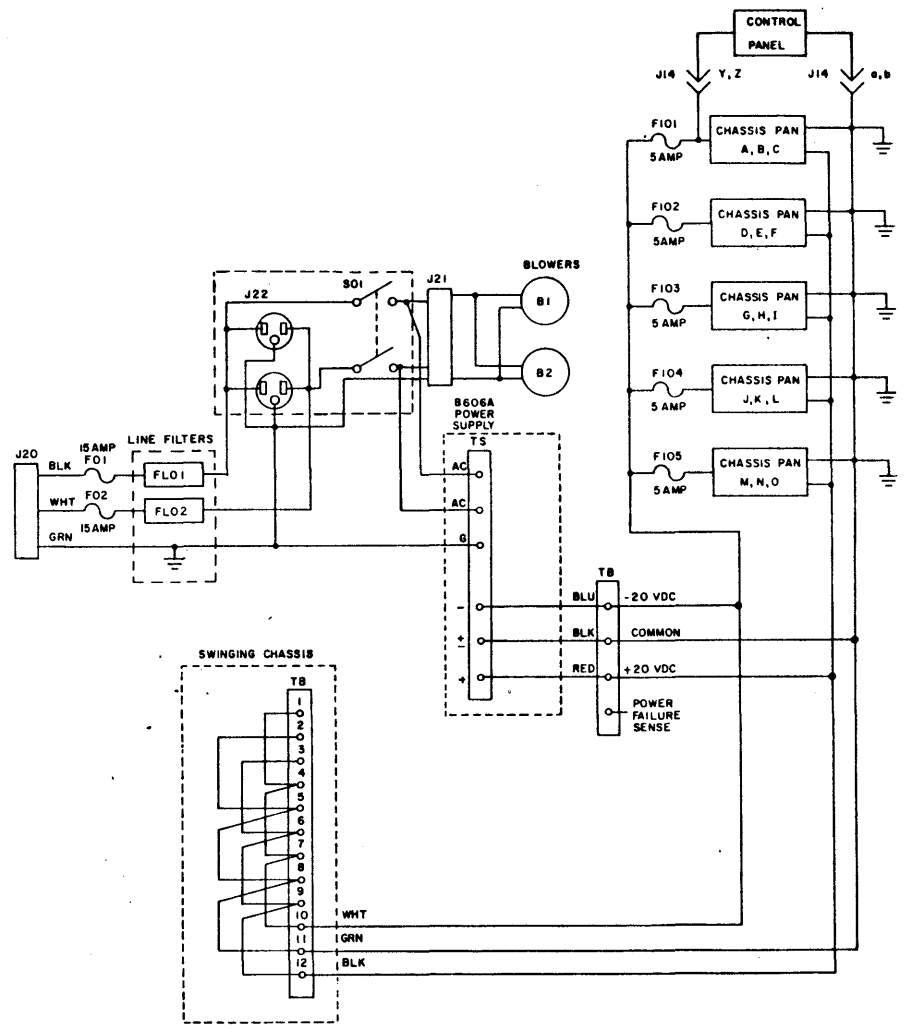 CONTROL
PANEL
J14
Y, Z
J14
a,b
F101
5 AMP
CHASSIS PAN
A, B, C
F102
5AMP
CHASSIS PAN
D, E, F
BLOWERS
B1
B2
S01
J21
J22
F103
5 AMP
CHASSIS PAN
G, H, I
F104
5 AMP
CHASSIS PAN
J, K, L
8606A
POWER
SUPPLY
TS
F105
5 AMP
CHASSIS PAN
M, N, O
LINE FILTERS
J20
BLK
15AMP
F01
FL01
WHT
F02
15AMP
FL02
GRN
AC
AC
G
-
+
-
+
TB
BLU
-20 VDC
BLK
COMMON
RED
+20 VDC
POWER
FAILURE
SENSE
SWINGING CHASSIS
TB
1
2
3
4
5
6
7
8
9
10
WHT
11
GRN
12
BLK